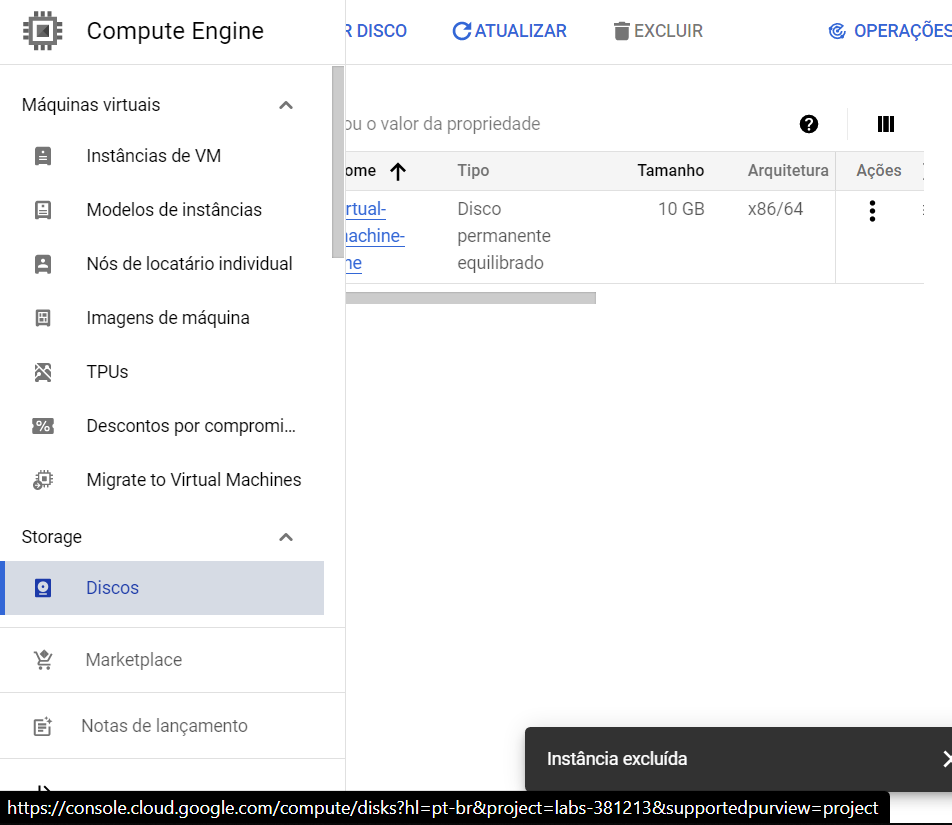 Compute Engine
R DISCO
ATUALIZAR
EXCLUIR
OPERAÇÕES
Máquinas virtuais
Instâncias de VM
Modelos de instâncias
Nós de locatário individual
Imagens de máquina
TPUs
Descontos por compromi...
Migrate to Virtual Machines
Storage
Discos
Marketplace
Notas de lançamento
ou o valor da propriedade
ome
Tipo
Tamanho
Arquitetura
Ações
rtual-
achine-
ne
Disco
permanente
equilibrado
10 GB
x86/64
Instância excluída
https://console.cloud.google.com/compute/disks?hl=pt-br&project=labs-381213&supportedpurview=project